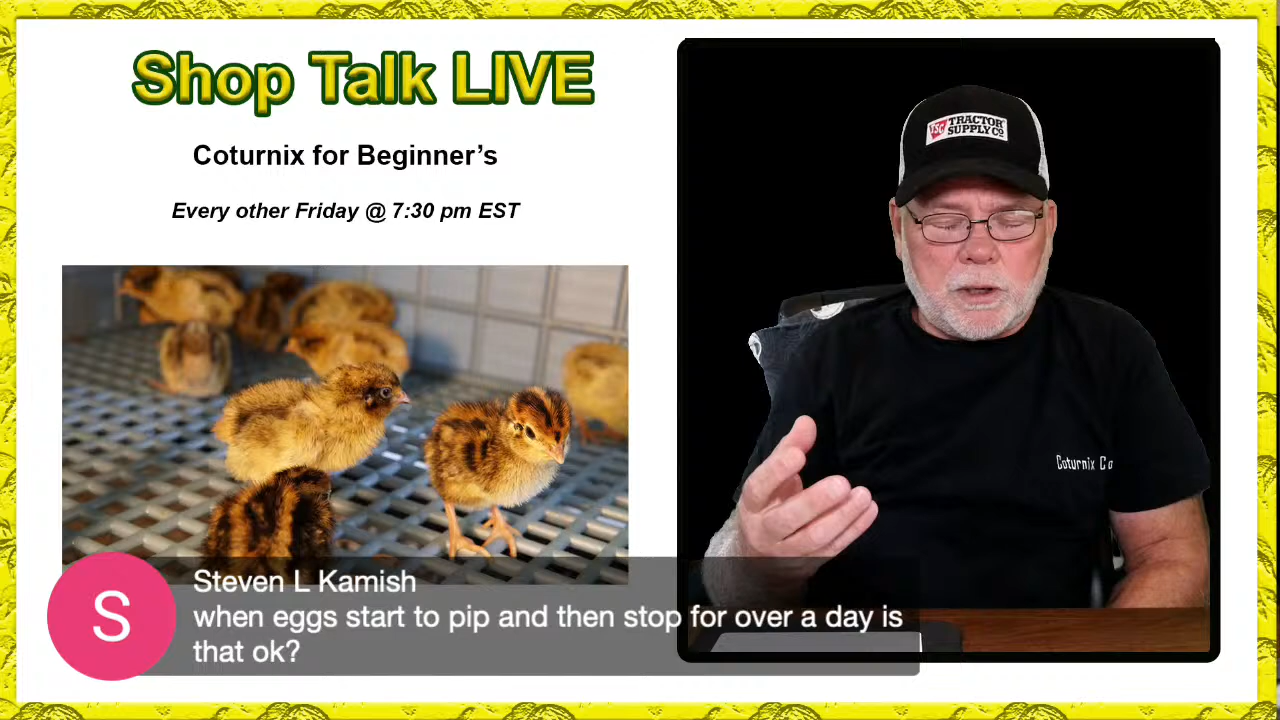 Shop Talk LIVE
Coturnix for Beginner’s
Every other Friday @ 7:30 pm EST
TSC TRACTOR
SUPPLY CO
Coturnix Co
S
Steven L Kamish
when eggs start to pip and then stop for over a day is
that ok?